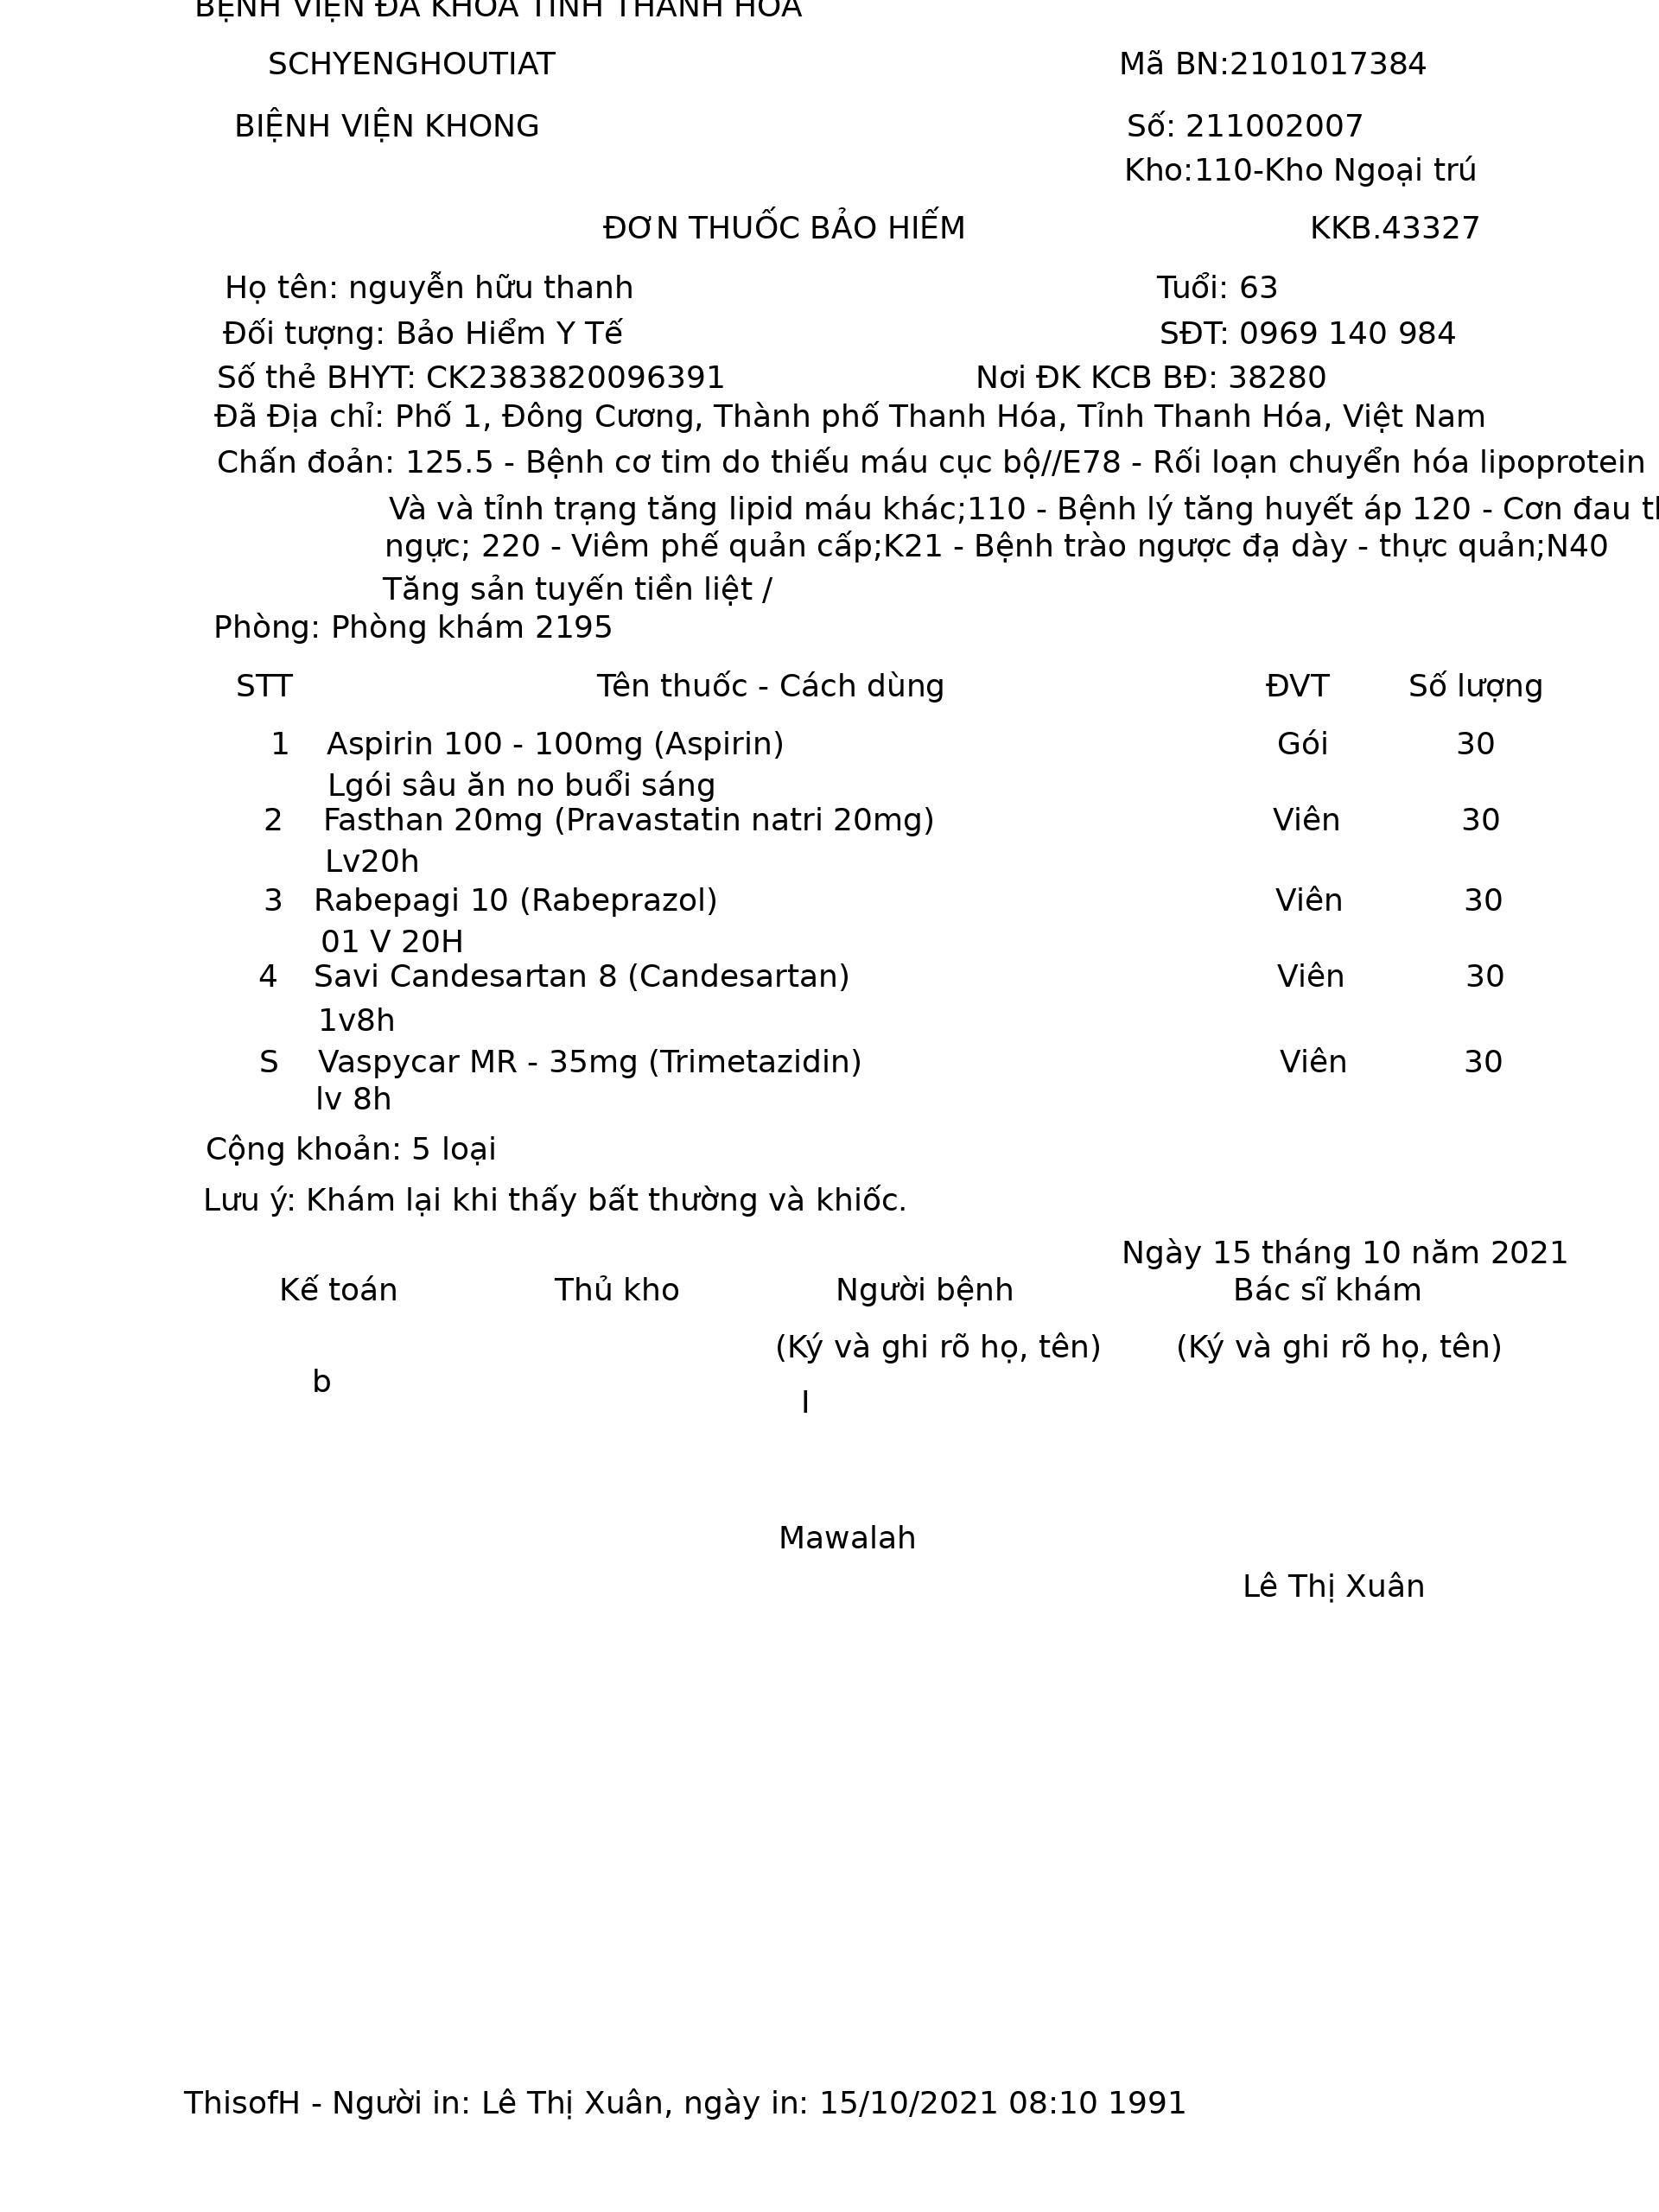 BỆNH VIỆN ĐA KHOA TỈNH THANH HÓA
SCHYENGHOUTIAT Mã BN:2101017384
BIỆNH VIỆN KHONG Số: 211002007
Kho:110-Kho Ngoại trú
ĐƠN THUỐC BẢO HIẾM KKB.43327
Họ tên: nguyễn hữu thanh Tuổi: 63
Đối tượng: Bảo Hiểm Y Tế SĐT: 0969 140 984
Số thẻ BHYT: CK2383820096391 Nơi ĐK KCB BĐ: 38280
Đã Địa chỉ: Phố 1, Đông Cương, Thành phố Thanh Hóa, Tỉnh Thanh Hóa, Việt Nam
Chấn đoản: 125.5 - Bệnh cơ tim do thiếu máu cục bộ//E78 - Rối loạn chuyển hóa lipoprotein
Và và tỉnh trạng tăng lipid máu khác;110 - Bệnh lý tăng huyết áp 120 - Cơn đau
ngực; 220 - Viêm phế quản cấp;K21 - Bệnh trào ngược đạ dày - thực quản;N40
Tăng sản tuyến tiền liệt /
Phòng: Phòng khám 2195
STT Tên thuốc - Cách dùng ĐVT Số lượng
1 Aspirin 100 - 100mg (Aspirin) Gói 30
Lgói sâu ăn no buổi sáng
2 Fasthan 20mg (Pravastatin natri 20mg) Viên 30
Lv20h
3 Rabepagi 10 (Rabeprazol) Viên 30
01 V 20H
4 Savi Candesartan 8 (Candesartan) Viên 30
1v8h
S Vaspycar MR - 35mg (Trimetazidin) Viên 30
lv 8h
Cộng khoản: 5 loại
Lưu ý: Khám lại khi thấy bất thường và khiốc.
Ngày 15 tháng 10 năm 2021
Kế toán Thủ kho Người bệnh Bác sĩ khám
(Ký và ghi rõ họ, tên) (Ký và ghi rõ họ, tên)
b
I
Mawalah
Lê Thị Xuân
ThisofH - Người in: Lê Thị Xuân, ngày in: 15/10/2021 08:10 1991